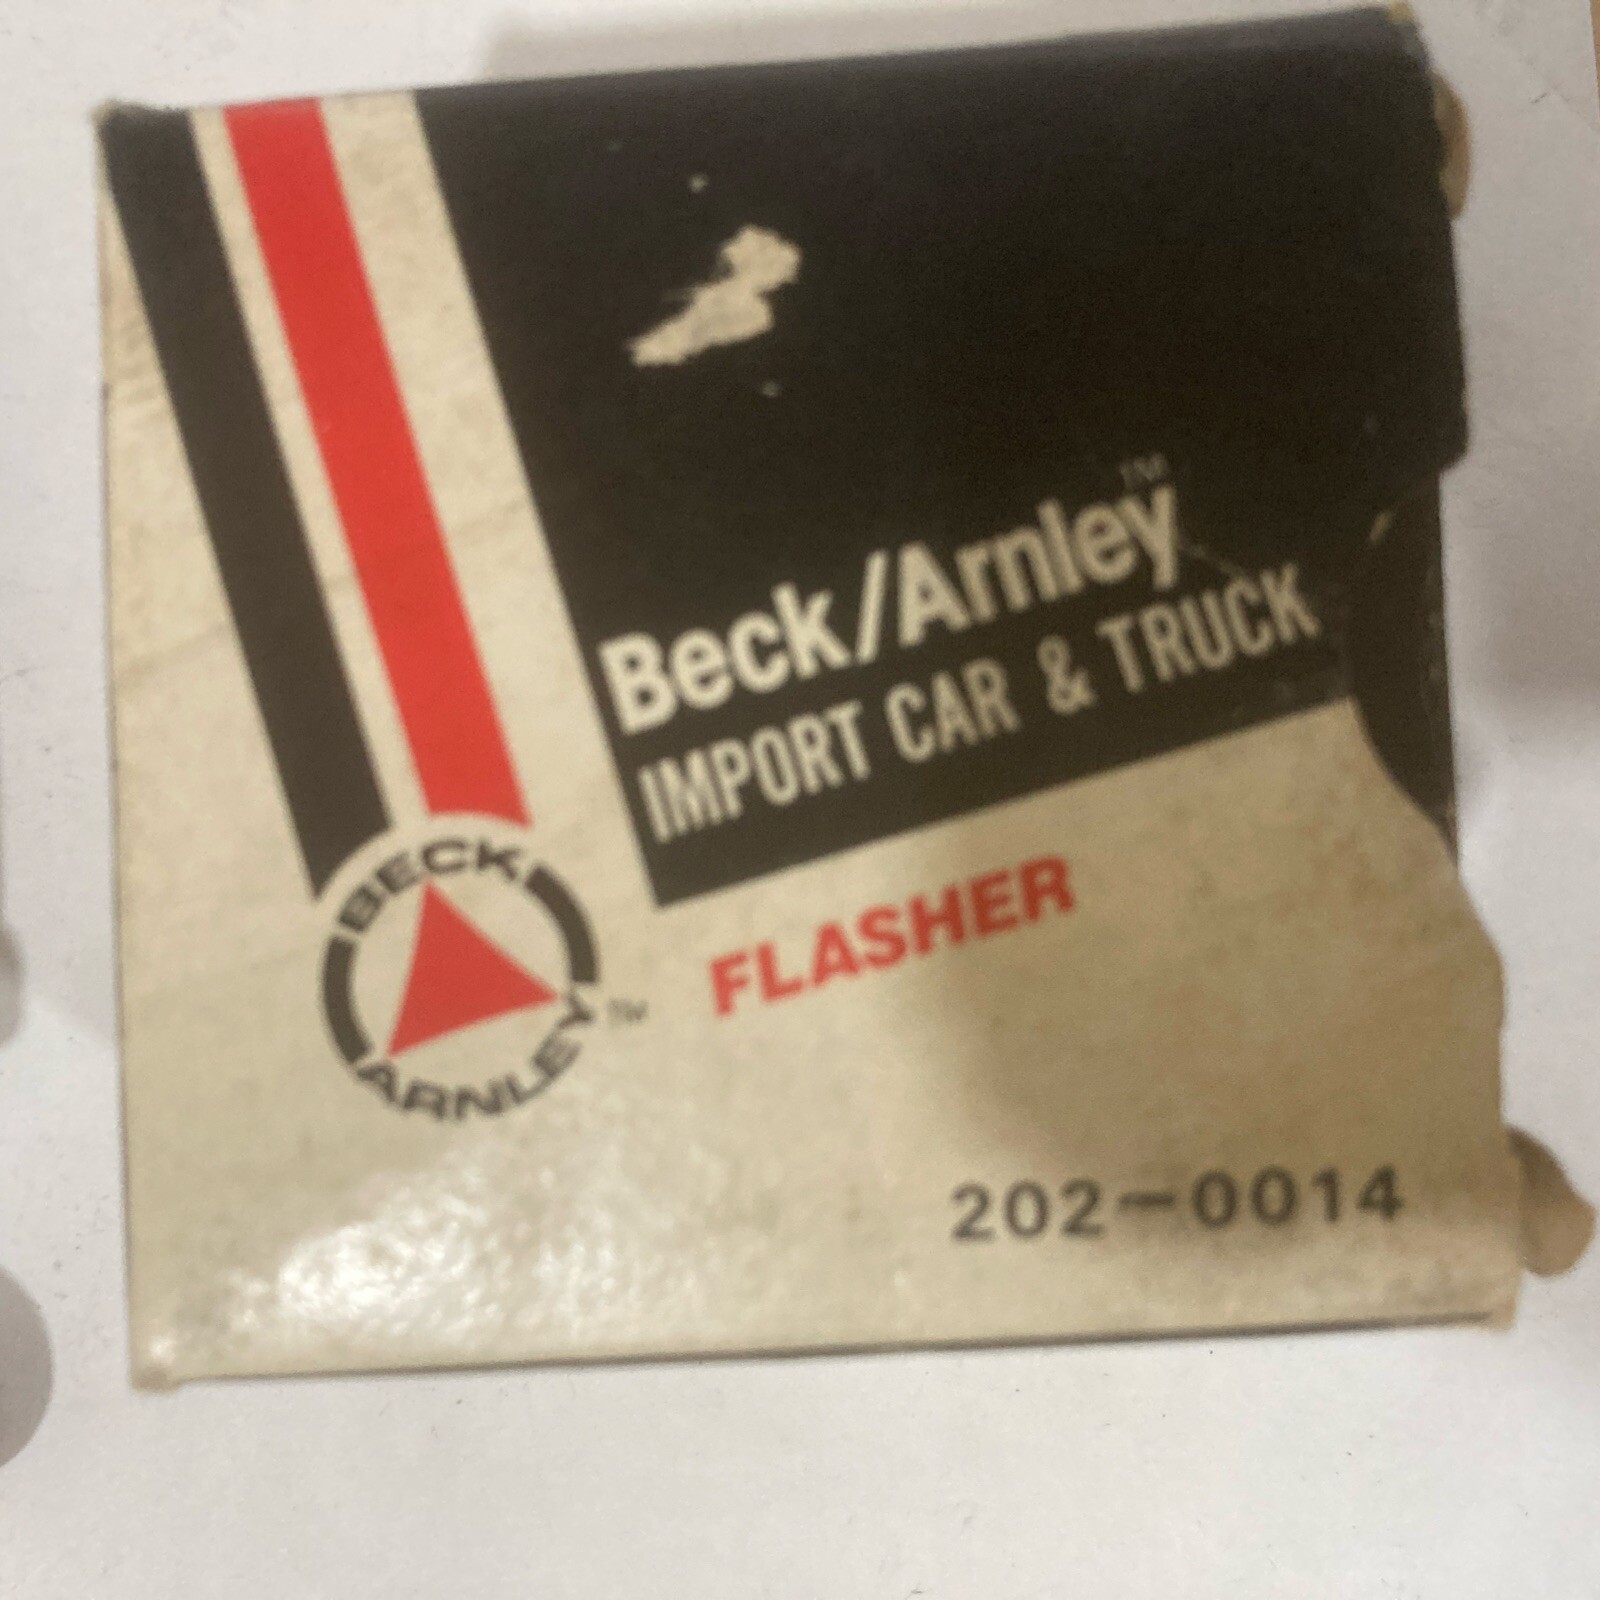 Beck/Arnley™
IMPORT CAR & TRUCK
BECK
ARNLEY
™
FLASHER
202-0014